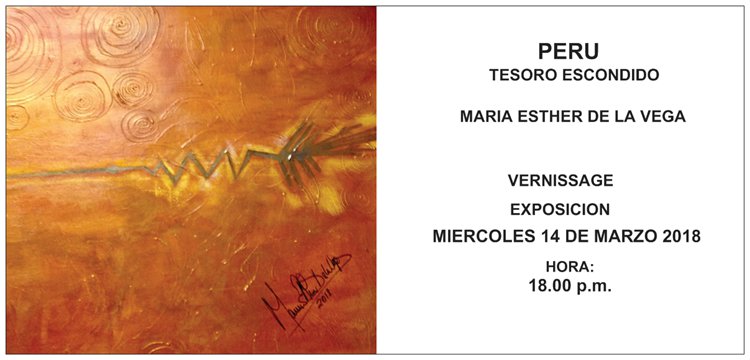 PERU
TESORO ESCONDIDO
MARIA ESTHER DE LA VEGA
VERNISSAGE
EXPOSICION
MIERCOLES 14 DE MARZO 2018
HORA:
18.00 p.m.
2018